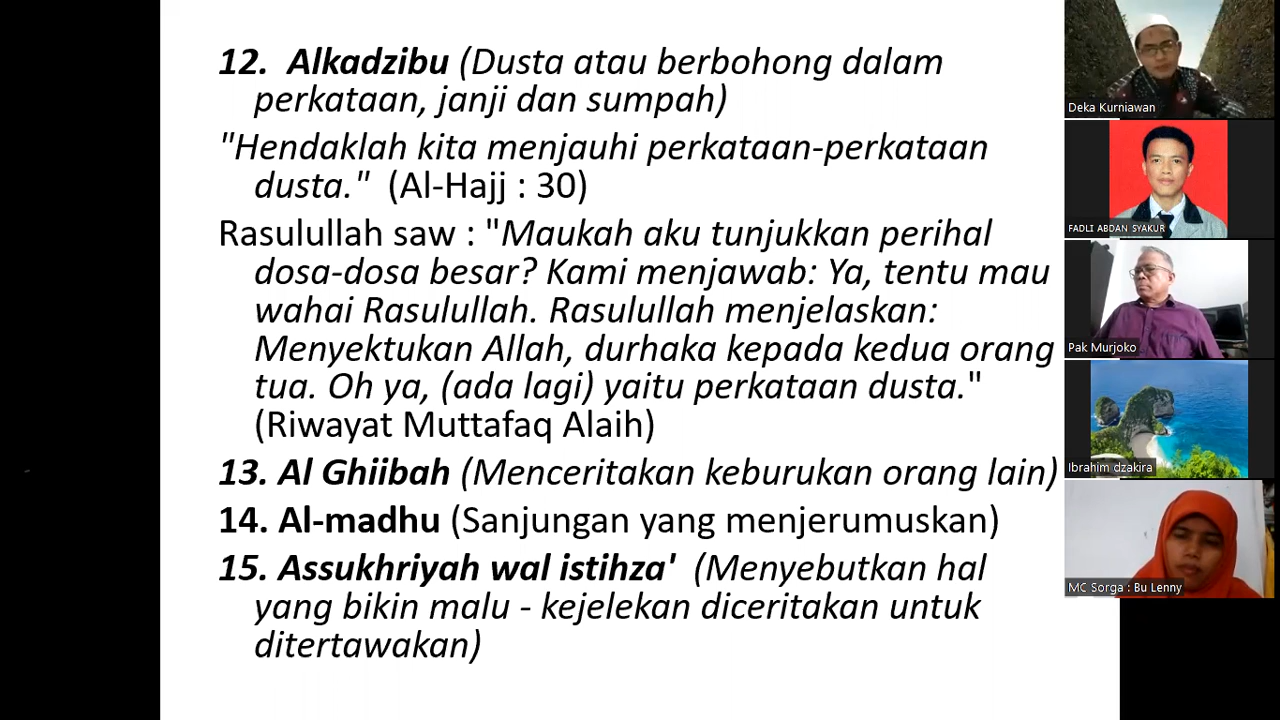 12. Alkadzibu (Dusta atau berbohong dalam
perkataan, janji dan sumpah)
"Hendaklah kita menjauhi perkataan-perkataan
dusta." (Al-Hajj : 30)
Rasulullah saw : "Maukah aku tunjukkan perihal
dosa-dosa besar? Kami menjawab: Ya, tentu mau
wahai Rasulullah. Rasulullah menjelaskan:
Menyektukan Allah, durhaka kepada kedua orang
tua. Oh ya, (ada lagi) yaitu perkataan dusta."
(Riwayat Muttafaq Alaih)
13. Al Ghiibah (Menceritakan keburukan orang lain)
14. Al-madhu (Sanjungan yang menjerumuskan)
15. Assukhriyah wal istihza' (Menyebutkan hal
yang bikin malu - kejelekan diceritakan untuk
ditertawakan)
Deka Kurniawan
FADLI ABDAN SYAKUR
Pak Murjoko
Ibrahim dzakira
MC Sorga : Bu Lenny